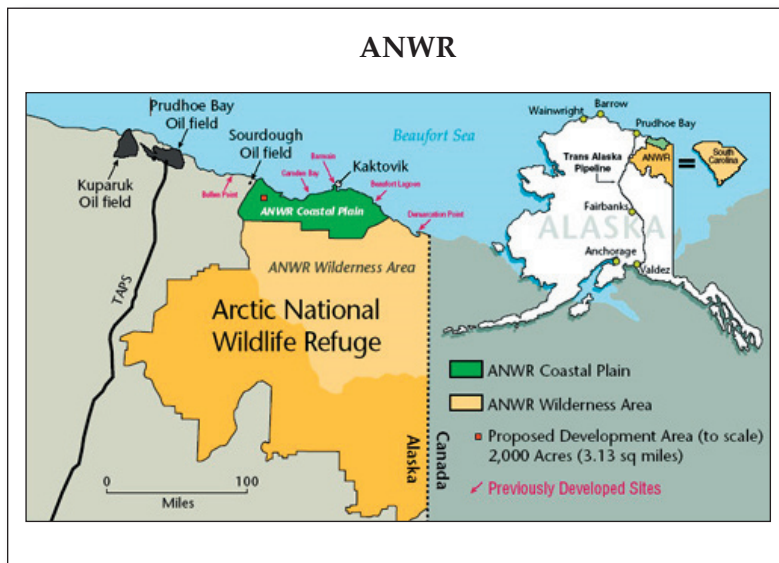 ANWR
Prudhoe Bay
Oil field
Sourdough
Oil field
Kuparuk
Oil field
Beaufort Sea
Bullen Point
Camden Bay
Barmain
Kaktovik
Beaufort Lagoon
Demarcation Point
ANWR Coastal Plain
ANWR Wilderness Area
Arctic National
Wildlife Refuge
TAPS
Alaska
Canada
0
100
Miles
Wainwright
Barrow
Prudhoe Bay
ANWR
=
South
Carolina
Trans Alaska
Pipeline
Fairbanks
ALASKA
Anchorage
Valdez
ANWR Coastal Plain
ANWR Wilderness Area
Proposed Development Area (to scale)
2,000 Acres (3.13 sq miles)
Previously Developed Sites